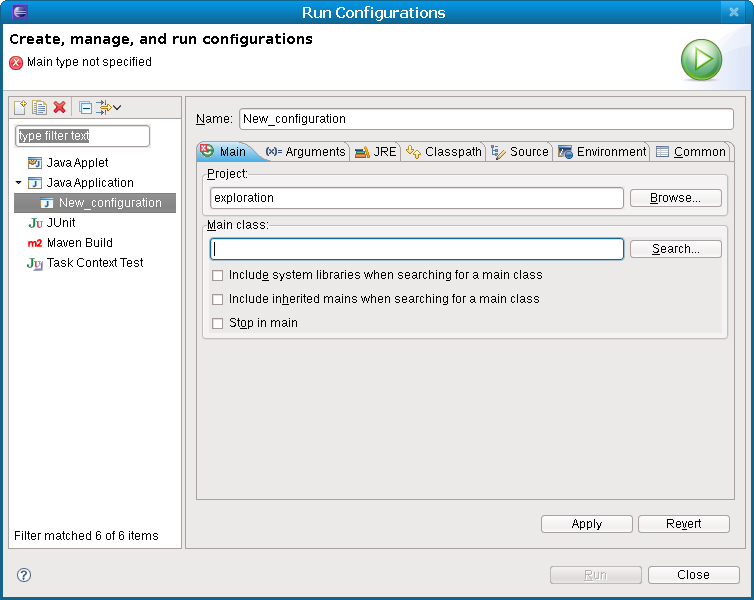 Run Configurations
Create, manage, and run configurations
Main type not specified
type filter text
Java Applet
Java Application
New_configuration
JUnit
Maven Build
Task Context Test
Filter matched 6 of 6 items
Name: New_configuration
Main (x)= Arguments JRE Classpath Source Environment Common
Project:
exploration Browse...
Main class:
Search...
Include system libraries when searching for a main class
Include inherited mains when searching for a main class
Stop in main
Apply Revert
Run Close